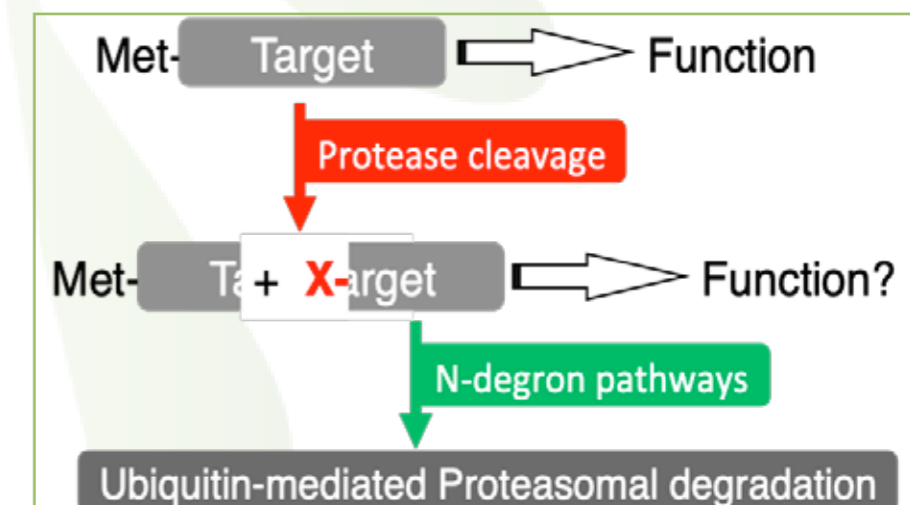 Met- Target Function
Protease cleavage
Met- Ta + X- arget Function?
N-degron pathways
Ubiquitin-mediated Proteasomal degradation